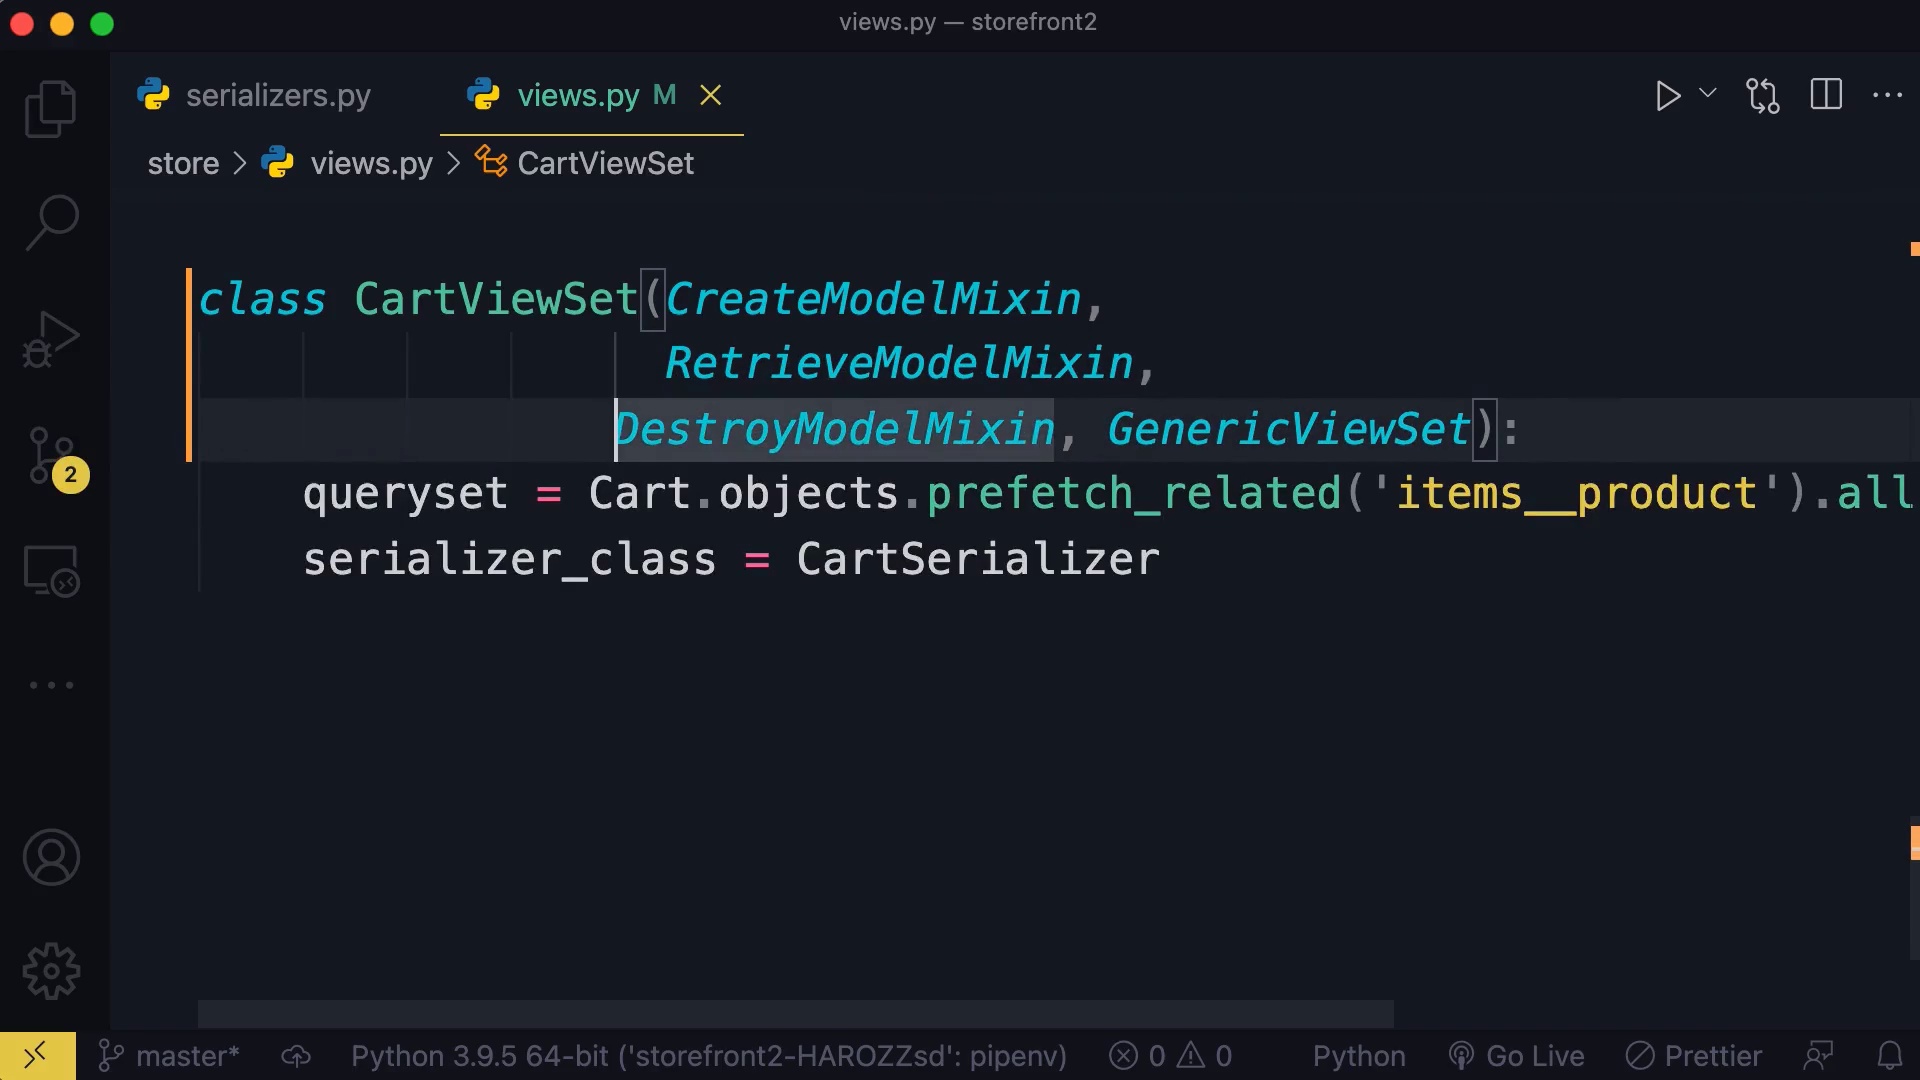 views.py — storefront2
serializers.py
views.py M
store > views.py > CartViewSet
class CartViewSet(CreateModelMixin,
RetrieveModelMixin,
DestroyModelMixin, GenericViewSet):
queryset = Cart.objects.prefetch_related('items__product').all
serializer_class = CartSerializer
2
master* Python 3.9.5 64-bit ('storefront2-HAROZZsd': pipenv) 0 0 Python Go Live Prettier